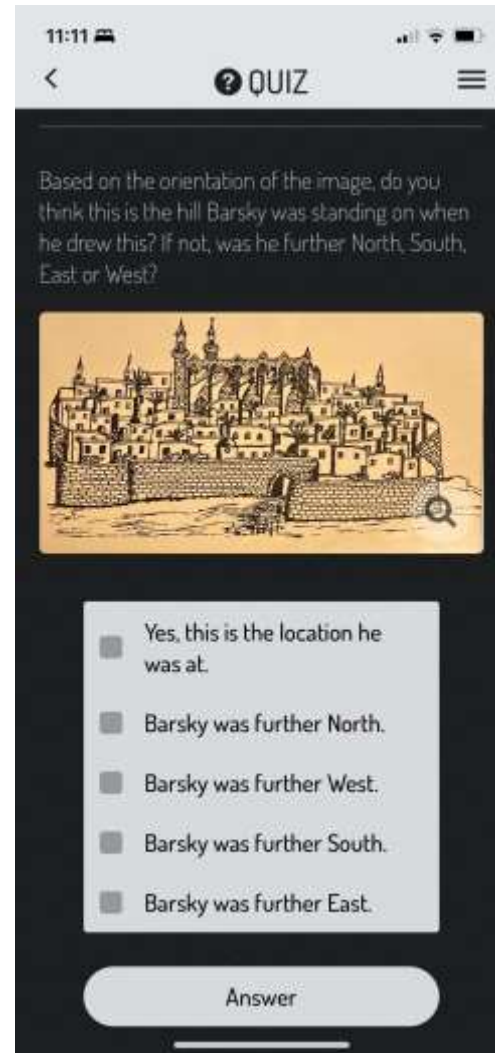 11:11
QUIZ
Based on the orientation of the image, do you
think this is the hill Barsky was standing on when
he drew this? If not, was he further North, South,
East or West?
Yes, this is the location he
was at.
Barsky was further North.
Barsky was further West.
Barsky was further South.
Barsky was further East.
Answer